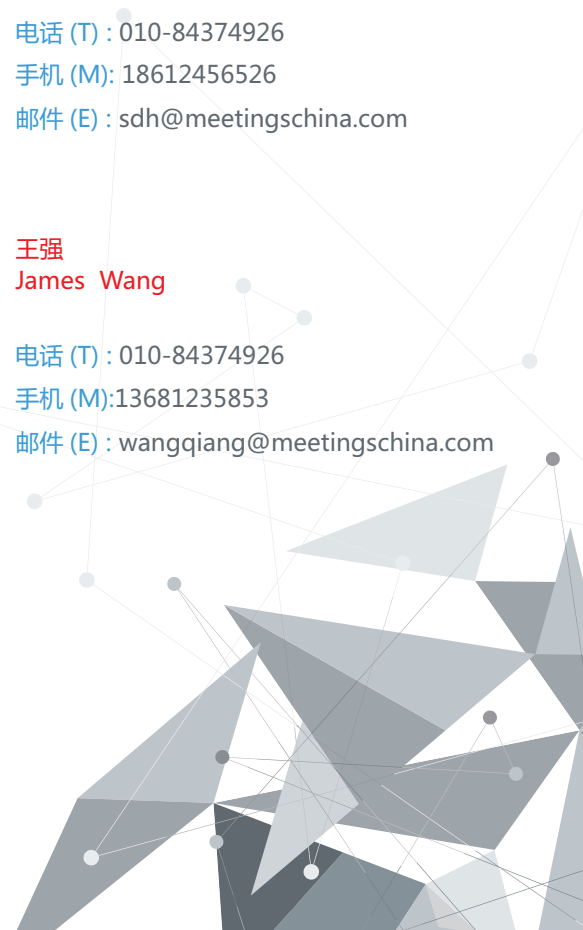 电话 (T) : 010-84374926
手机 (M): 18612456526
邮件 (E) : sdh@meetingschina.com
王强
James Wang
电话 (T) : 010-84374926
手机 (M):13681235853
邮件 (E) : wangqiang@meetingschina.com